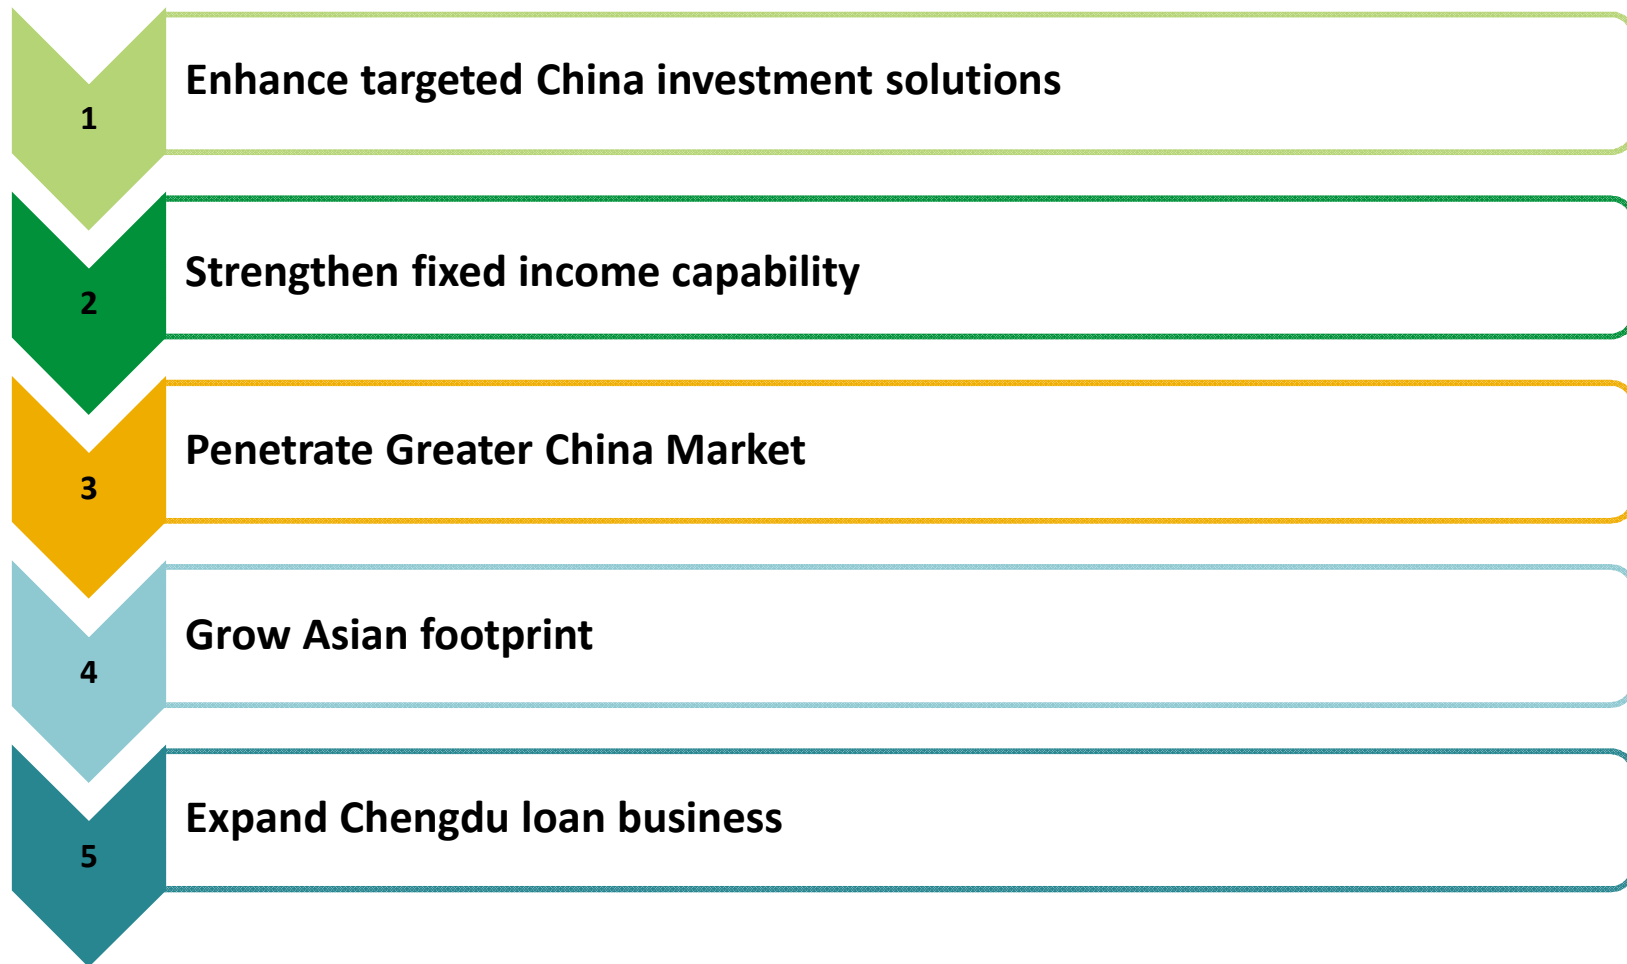 1
Enhance targeted China investment solutions
2
Strengthen fixed income capability
3
Penetrate Greater China Market
4
Grow Asian footprint
5
Expand Chengdu loan business